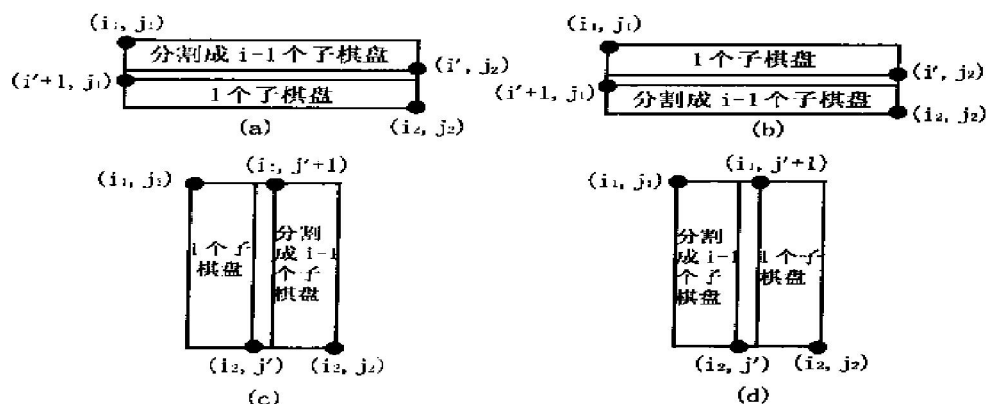 (i₁, j₁)
分割成 i-1 个子棋盘
(i′, j₂)
(i′+1, j₁)
1 个子棋盘
(i₂, j₂)
(a)
(i₁, j₁)
1 个子棋盘
(i′, j₂)
(i′+1, j₁)
分割成 i-1 个子棋盘
(i₂, j₂)
(b)
(i₁, j₁)
(i₁, j′+1)
1 个子
棋盘
分割
成 i-1
个子
棋盘
(i₂, j′)
(i₂, j₂)
(c)
(i₁, j₁)
(i₁, j′+1)
分割
成 i-1
个子
棋盘
1 个子
棋盘
(i₂, j′)
(i₂, j₂)
(d)